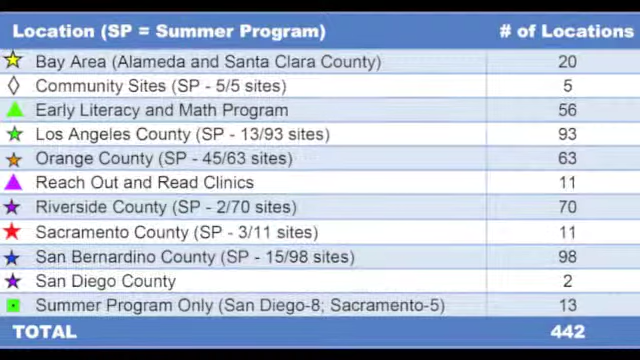 Location (SP = Summer Program) # of Locations
Bay Area (Alameda and Santa Clara County) 20
Community Sites (SP - 5/5 sites) 5
Early Literacy and Math Program 56
Los Angeles County (SP - 13/93 sites) 93
Orange County (SP - 45/63 sites) 63
Reach Out and Read Clinics 11
Riverside County (SP - 2/70 sites) 70
Sacramento County (SP - 3/11 sites) 11
San Bernardino County (SP - 15/98 sites) 98
San Diego County 2
Summer Program Only (San Diego-8; Sacramento-5) 13
TOTAL 442